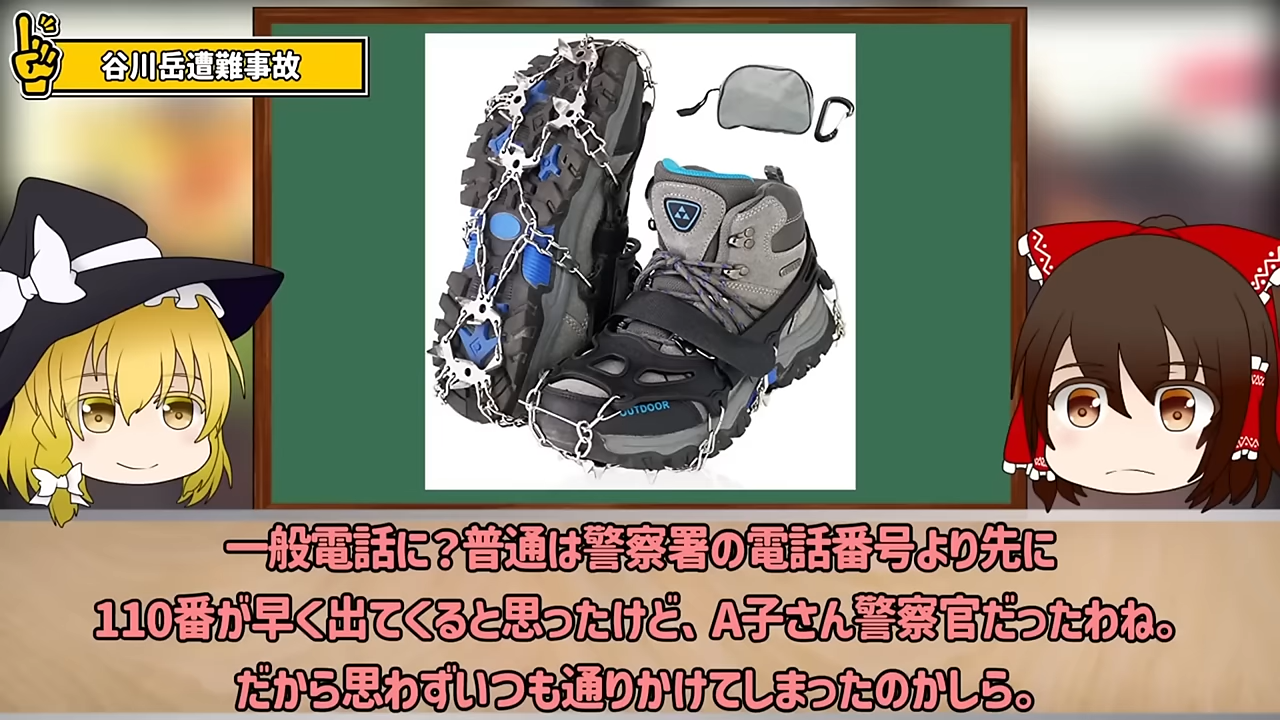 谷川岳遭難事故
OUTDOOR
一般電話に？普通は警察署の電話番号より先に
110番が早く出てくると思ったけど、A子さん警察官だったわね。
だから思わずいつも通りかけてしまったのかしら。